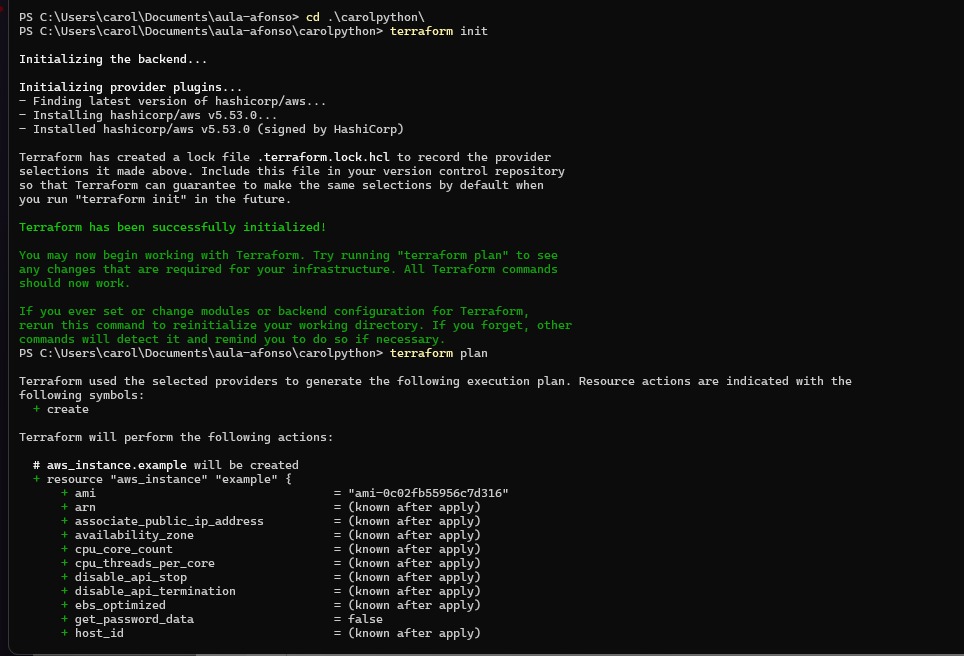 PS C:\Users\carol\Documents\aula-afonso> cd .\carolpython\
PS C:\Users\carol\Documents\aula-afonso\carolpython> terraform init
Initializing the backend...
Initializing provider plugins...
- Finding latest version of hashicorp/aws...
- Installing hashicorp/aws v5.53.0...
- Installed hashicorp/aws v5.53.0 (signed by HashiCorp)
Terraform has created a lock file .terraform.lock.hcl to record the provider
selections it made above. Include this file in your version control repository
so that Terraform can guarantee to make the same selections by default when
you run "terraform init" in the future.
Terraform has been successfully initialized!
You may now begin working with Terraform. Try running "terraform plan" to see
any changes that are required for your infrastructure. All Terraform commands
should now work.
If you ever set or change modules or backend configuration for Terraform,
rerun this command to reinitialize your working directory. If you forget, other
commands will detect it and remind you to do so if necessary.
PS C:\Users\carol\Documents\aula-afonso\carolpython> terraform plan
Terraform used the selected providers to generate the following execution plan. Resource actions are indicated with the
following symbols:
  + create
Terraform will perform the following actions:
  # aws_instance.example will be created
  + resource "aws_instance" "example" {
      + ami                                  = "ami-0c02fb55956c7d316"
      + arn                                  = (known after apply)
      + associate_public_ip_address          = (known after apply)
      + availability_zone                    = (known after apply)
      + cpu_core_count                       = (known after apply)
      + cpu_threads_per_core                 = (known after apply)
      + disable_api_stop                     = (known after apply)
      + disable_api_termination              = (known after apply)
      + ebs_optimized                        = (known after apply)
      + get_password_data                    = false
      + host_id                              = (known after apply)